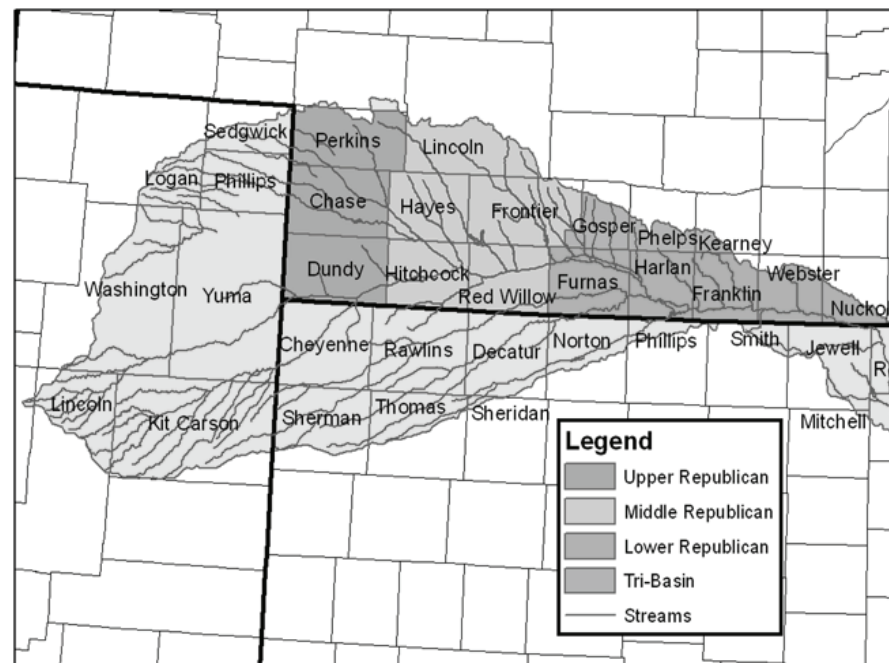 Sedgwick
Perkins
Lincoln
Logan
Phillips
Chase
Hayes
Frontier
Gosper
Phelps
Kearney
Washington
Yuma
Dundy
Hitchcock
Red Willow
Furnas
Harlan
Franklin
Webster
Nuckol
Cheyenne
Rawlins
Decatur
Norton
Phillips
Smith
Jewell
R
Lincoln
Kit Carson
Sherman
Thomas
Sheridan
Mitchell
Legend
Upper Republican
Middle Republican
Lower Republican
Tri-Basin
Streams